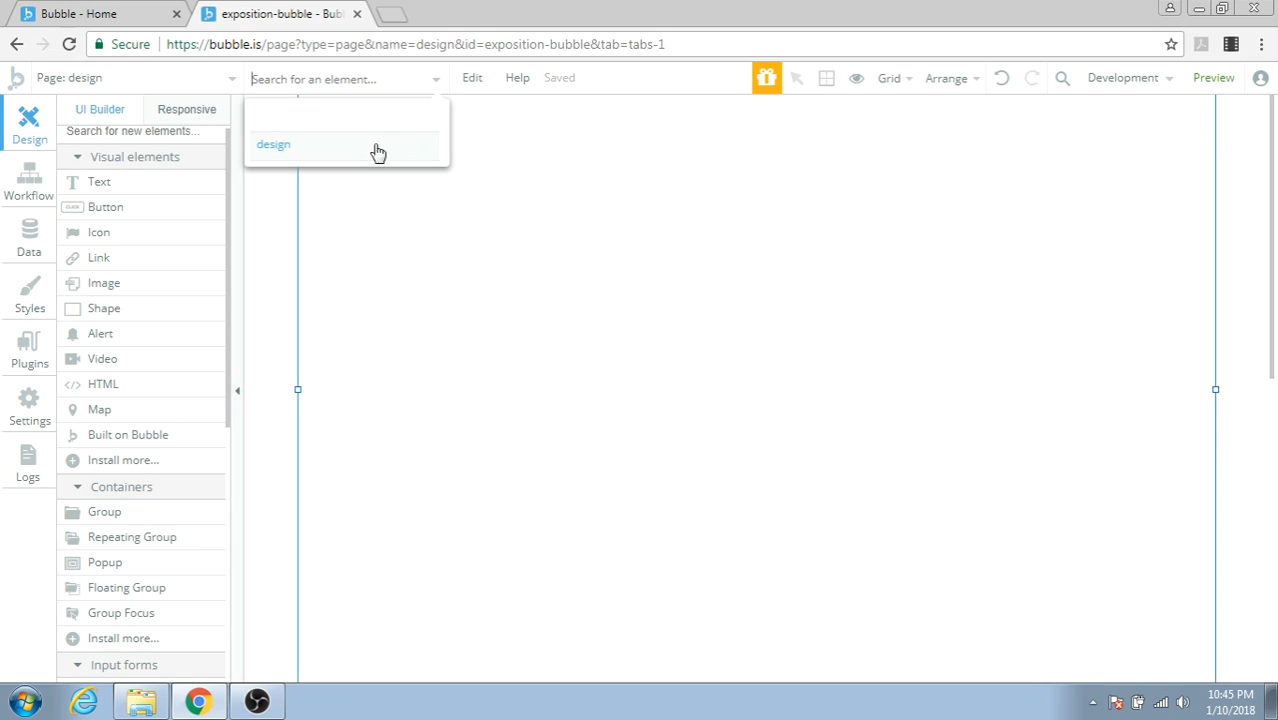 Bubble - Home
exposition-bubble - Bub
Secure
https://bubble.is/page?type=page&name=design&id=exposition-bubble&tab=tabs-1
Page: design
Search for an element...
Edit
Help
Saved
Grid
Arrange
Development
Preview
design
Design
Workflow
Data
Styles
Plugins
Settings
Logs
UI Builder
Responsive
Search for new elements...
Visual elements
Text
CLICK
Button
Icon
Link
Image
Shape
Alert
Video
HTML
Map
Built on Bubble
Install more...
Containers
Group
Repeating Group
Popup
Floating Group
Group Focus
Install more...
Input forms
10:45 PM
1/10/2018